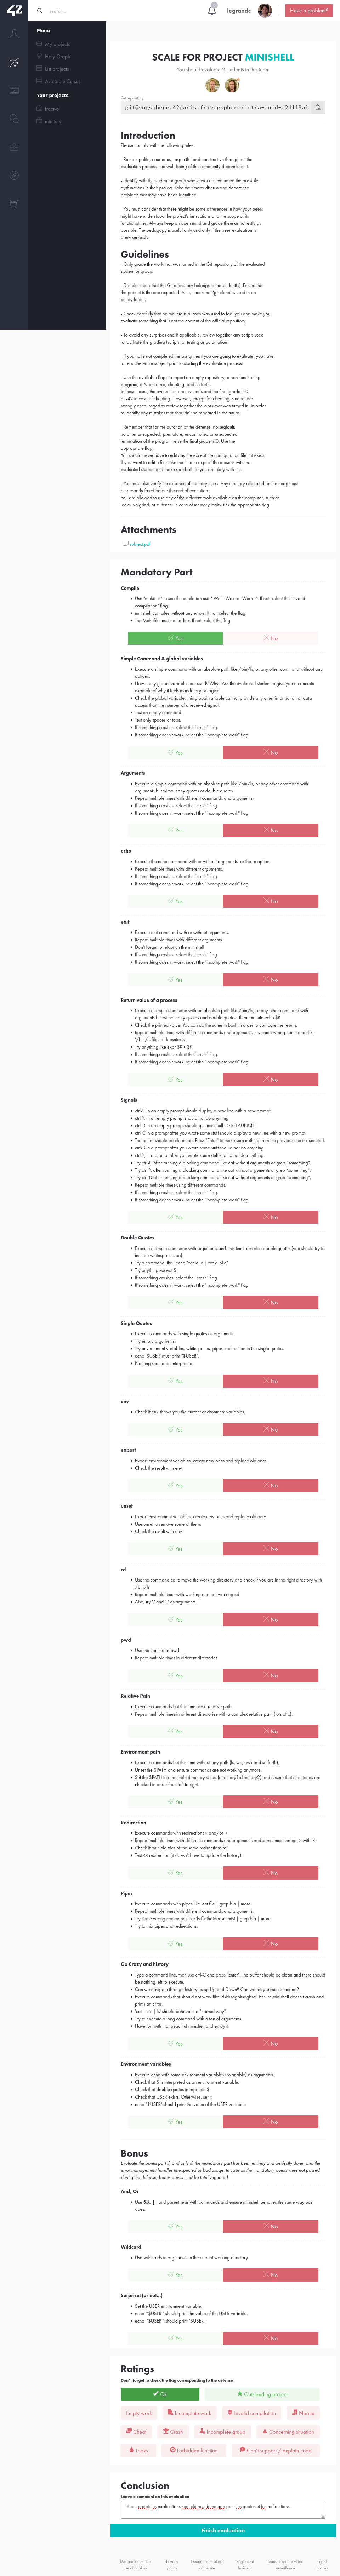 42
search...
legrandc
Have a problem?
Menu
My projects
Holy Graph
List projects
Available Cursus
Your projects
SCALE FOR PROJECT MINISHELL
You should evaluate 2 students in this team
Git repository
git@vogsphere.42paris.fr:vogsphere/intra-uuid-a2d119a
Introduction
Please comply with the following rules:
- Remain polite, courteous, respectful and constructive throughout the
evaluation process. The well-being of the community depends on it.
- Identify with the student or group whose work is evaluated the possible
dysfunctions in their project. Take the time to discuss and debate the
problems that may have been identified.
- You must consider that there might be some differences in how your peers
might have understood the project's instructions and the scope of its
functionalities. Always keep an open mind and grade them as honestly as
possible. The pedagogy is useful only and only if the peer-evaluation is
done seriously.
Guidelines
- Only grade the work that was turned in the Git repository of the evaluated
student or group.
- Double-check that the Git repository belongs to the student(s). Ensure that
the project is the one expected. Also, check that 'git clone' is used in an
empty folder.
- Check carefully that no malicious aliases was used to fool you and make you
evaluate something that is not the content of the official repository.
- To avoid any surprises and if applicable, review together any scripts used
to facilitate the grading (scripts for testing or automation).
- If you have not completed the assignment you are going to evaluate, you have
to read the entire subject prior to starting the evaluation process.
- Use the available flags to report an empty repository, a non-functioning
program, a Norm error, cheating, and so forth.
In these cases, the evaluation process ends and the final grade is 0,
or -42 in case of cheating. However, except for cheating, student are
strongly encouraged to review together the work that was turned in, in order
to identify any mistakes that shouldn't be repeated in the future.
- Remember that for the duration of the defense, no segfault,
no other unexpected, premature, uncontrolled or unexpected
termination of the program, else the final grade is 0. Use the
appropriate flag.
You should never have to edit any file except the configuration file if it exists.
If you want to edit a file, take the time to explicit the reasons with the
evaluated student and make sure both of you are okay with this.
- You must also verify the absence of memory leaks. Any memory allocated on the heap must
be properly freed before the end of execution.
You are allowed to use any of the different tools available on the computer, such as
leaks, valgrind, or e_fence. In case of memory leaks, tick the appropriate flag.
Attachments
subject.pdf
Mandatory Part
Compile
Use "make -n" to see if compilation use "-Wall -Wextra -Werror". If not, select the "invalid
compilation" flag.
minishell compiles without any errors. If not, select the flag.
The Makefile must not re-link. If not, select the flag.
Yes
No
Simple Command & global variables
Execute a simple command with an absolute path like /bin/ls, or any other command without any
options.
How many global variables are used? Why? Ask the evaluated student to give you a concrete
example of why it feels mandatory or logical.
Check the global variable. This global variable cannot provide any other information or data
access than the number of a received signal.
Test an empty command.
Test only spaces or tabs.
If something crashes, select the "crash" flag.
If something doesn't work, select the "incomplete work" flag.
Yes
No
Arguments
Execute a simple command with an absolute path like /bin/ls, or any other command with
arguments but without any quotes or double quotes.
Repeat multiple times with different commands and arguments.
If something crashes, select the "crash" flag.
If something doesn't work, select the "incomplete work" flag.
Yes
No
echo
Execute the echo command with or without arguments, or the -n option.
Repeat multiple times with different arguments.
If something crashes, select the "crash" flag.
If something doesn't work, select the "incomplete work" flag.
Yes
No
exit
Execute exit command with or without arguments.
Repeat multiple times with different arguments.
Don't forget to relaunch the minishell
If something crashes, select the "crash" flag.
If something doesn't work, select the "incomplete work" flag.
Yes
No
Return value of a process
Execute a simple command with an absolute path like /bin/ls, or any other command with
arguments but without any quotes and double quotes. Then execute echo $?
Check the printed value. You can do the same in bash in order to compare the results.
Repeat multiple times with different commands and arguments. Try some wrong commands like
'/bin/ls filethatdoesntexist'
Try anything like expr $? + $?
If something crashes, select the "crash" flag.
If something doesn't work, select the "incomplete work" flag.
Yes
No
Signals
ctrl-C in an empty prompt should display a new line with a new prompt.
ctrl-\ in an empty prompt should not do anything.
ctrl-D in an empty prompt should quit minishell --> RELAUNCH!
ctrl-C in a prompt after you wrote some stuff should display a new line with a new prompt.
The buffer should be clean too. Press "Enter" to make sure nothing from the previous line is executed.
ctrl-D in a prompt after you wrote some stuff should not do anything.
ctrl-\ in a prompt after you wrote some stuff should not do anything.
Try ctrl-C after running a blocking command like cat without arguments or grep "something".
Try ctrl-\ after running a blocking command like cat without arguments or grep "something".
Try ctrl-D after running a blocking command like cat without arguments or grep "something".
Repeat multiple times using different commands.
If something crashes, select the "crash" flag.
If something doesn't work, select the "incomplete work" flag.
Yes
No
Double Quotes
Execute a simple command with arguments and, this time, use also double quotes (you should try to
include whitespaces too).
Try a command like : echo "cat lol.c | cat > lol.c"
Try anything except $.
If something crashes, select the "crash" flag.
If something doesn't work, select the "incomplete work" flag.
Yes
No
Single Quotes
Execute commands with single quotes as arguments.
Try empty arguments.
Try environment variables, whitespaces, pipes, redirection in the single quotes.
echo '$USER' must print "$USER".
Nothing should be interpreted.
Yes
No
env
Check if env shows you the current environment variables.
Yes
No
export
Export environment variables, create new ones and replace old ones.
Check the result with env.
Yes
No
unset
Export environment variables, create new ones and replace old ones.
Use unset to remove some of them.
Check the result with env.
Yes
No
cd
Use the command cd to move the working directory and check if you are in the right directory with
/bin/ls
Repeat multiple times with working and not working cd
Also, try '.' and '..' as arguments.
Yes
No
pwd
Use the command pwd.
Repeat multiple times in different directories.
Yes
No
Relative Path
Execute commands but this time use a relative path.
Repeat multiple times in different directories with a complex relative path (lots of ..).
Yes
No
Environment path
Execute commands but this time without any path (ls, wc, awk and so forth).
Unset the $PATH and ensure commands are not working anymore.
Set the $PATH to a multiple directory value (directory1:directory2) and ensure that directories are
checked in order from left to right.
Yes
No
Redirection
Execute commands with redirections < and/or >
Repeat multiple times with different commands and arguments and sometimes change > with >>
Check if multiple tries of the same redirections fail.
Test << redirection (it doesn't have to update the history).
Yes
No
Pipes
Execute commands with pipes like 'cat file | grep bla | more'
Repeat multiple times with different commands and arguments.
Try some wrong commands like 'ls filethatdoesntexist | grep bla | more'
Try to mix pipes and redirections.
Yes
No
Go Crazy and history
Type a command line, then use ctrl-C and press "Enter". The buffer should be clean and there should
be nothing left to execute.
Can we navigate through history using Up and Down? Can we retry some command?
Execute commands that should not work like 'dsbksdgbksdghsd'. Ensure minishell doesn't crash and
prints an error.
'cat | cat | ls' should behave in a "normal way".
Try to execute a long command with a ton of arguments.
Have fun with that beautiful minishell and enjoy it!
Yes
No
Environment variables
Execute echo with some environment variables ($variable) as arguments.
Check that $ is interpreted as an environment variable.
Check that double quotes interpolate $.
Check that USER exists. Otherwise, set it.
echo "$USER" should print the value of the USER variable.
Yes
No
Bonus
Evaluate the bonus part if, and only if, the mandatory part has been entirely and perfectly done, and the
error management handles unexpected or bad usage. In case all the mandatory points were not passed
during the defense, bonus points must be totally ignored.
And, Or
Use &&, || and parenthesis with commands and ensure minishell behaves the same way bash
does.
Yes
No
Wildcard
Use wildcards in arguments in the current working directory.
Yes
No
Surprise! (or not...)
Set the USER environment variable.
echo "'$USER'" should print the value of the USER variable.
echo '"$USER"' should print "$USER".
Yes
No
Ratings
Don't forget to check the flag corresponding to the defense
Ok
Outstanding project
Empty work
Incomplete work
Invalid compilation
Norme
Cheat
Crash
Incomplete group
Concerning situation
Leaks
Forbidden function
Can't support / explain code
Conclusion
Leave a comment on this evaluation
Beau projet, les explications sont claires, dommage pour les quotes et les redirections
Finish evaluation
Declaration on the
use of cookies
Privacy
policy
General term of use
of the site
Règlement
Intérieur
Terms of use for video
surveillance
Legal
notices